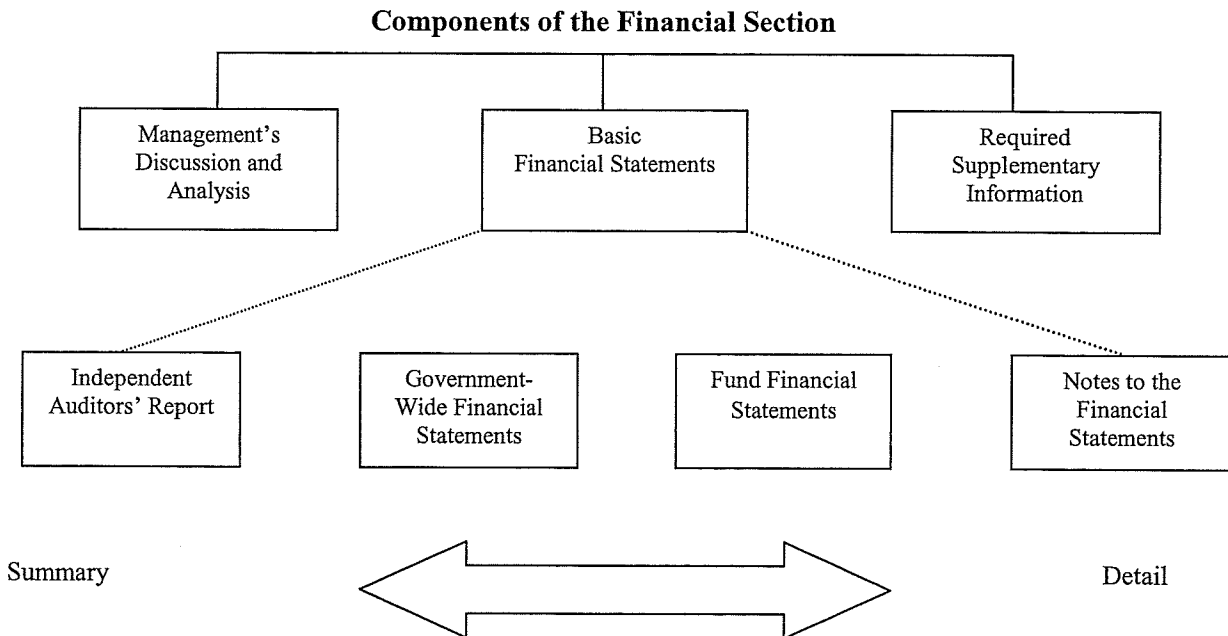 Components of the Financial Section
Management's
Discussion and
Analysis
Basic
Financial Statements
Required
Supplementary
Information
Independent
Auditors' Report
Government-
Wide Financial
Statements
Fund Financial
Statements
Notes to the
Financial
Statements
Summary
Detail